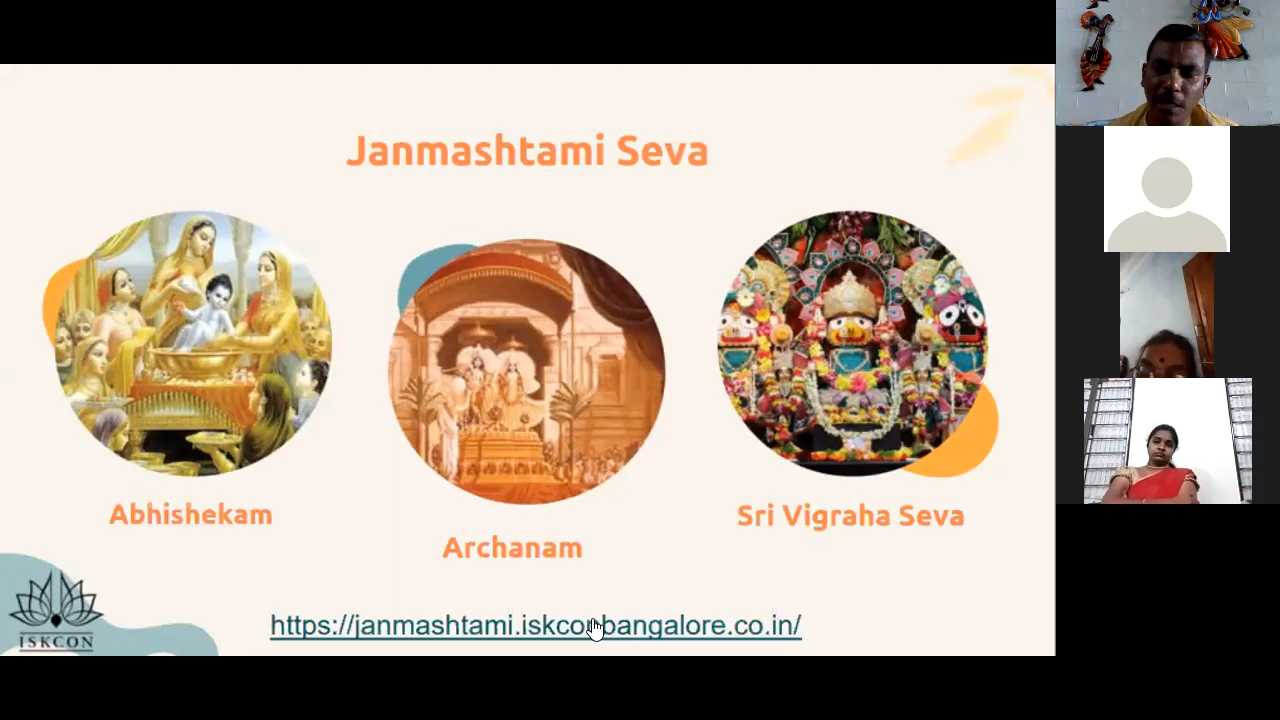 Janmashtami Seva
Abhishekam
Archanam
Sri Vigraha Seva
https://janmashtami.iskconbangalore.co.in/
ISKCON